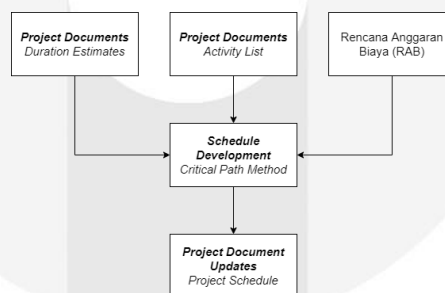 Project Documents
Duration Estimates
Project Documents
Activity List
Rencana Anggaran
Biaya (RAB)
Schedule
Development
Critical Path Method
Project Document
Updates
Project Schedule